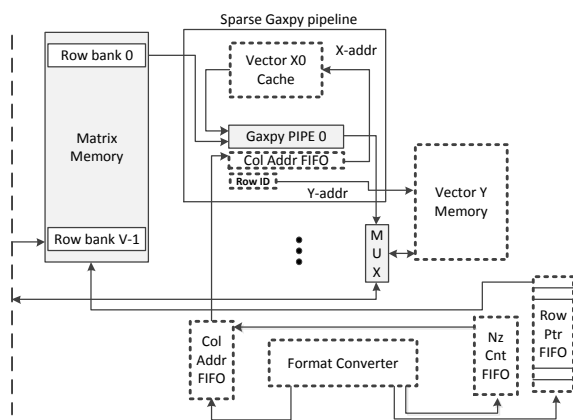 Sparse Gaxpy pipeline
Row bank 0
Vector X0
Cache
X-addr
Matrix
Memory
Gaxpy PIPE 0
Col Addr FIFO
Row ID
Y-addr
Vector Y
Memory
Row bank V-1
M
U
X
Col
Addr
FIFO
Format Converter
Nz
Cnt
FIFO
Row
Ptr
FIFO